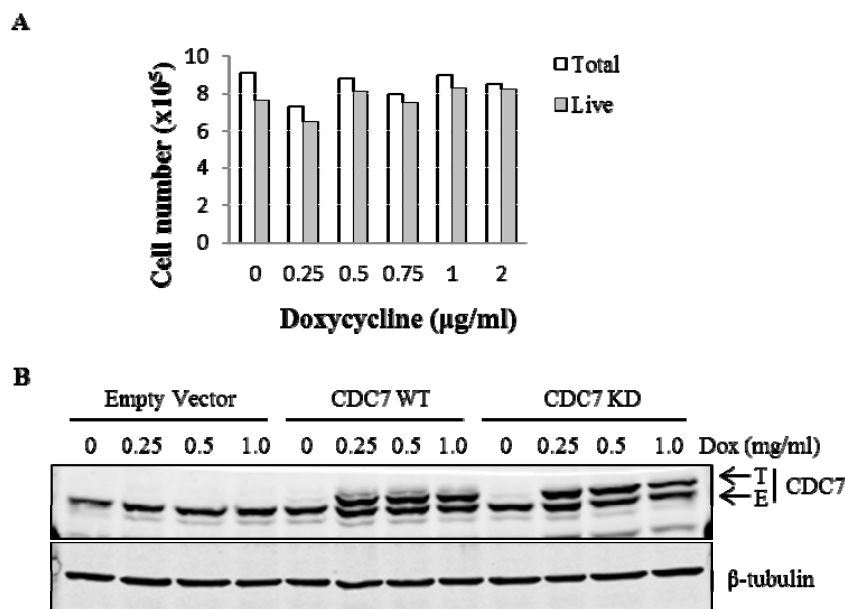 A
Cell number (x10⁵)
10
8
6
4
2
0
0 0.25 0.5 0.75 1 2
Doxycycline (µg/ml)
Total
Live
B
Empty Vector CDC7 WT CDC7 KD
0 0.25 0.5 1.0 0 0.25 0.5 1.0 0 0.25 0.5 1.0 Dox (mg/ml)
T
E
CDC7
β-tubulin